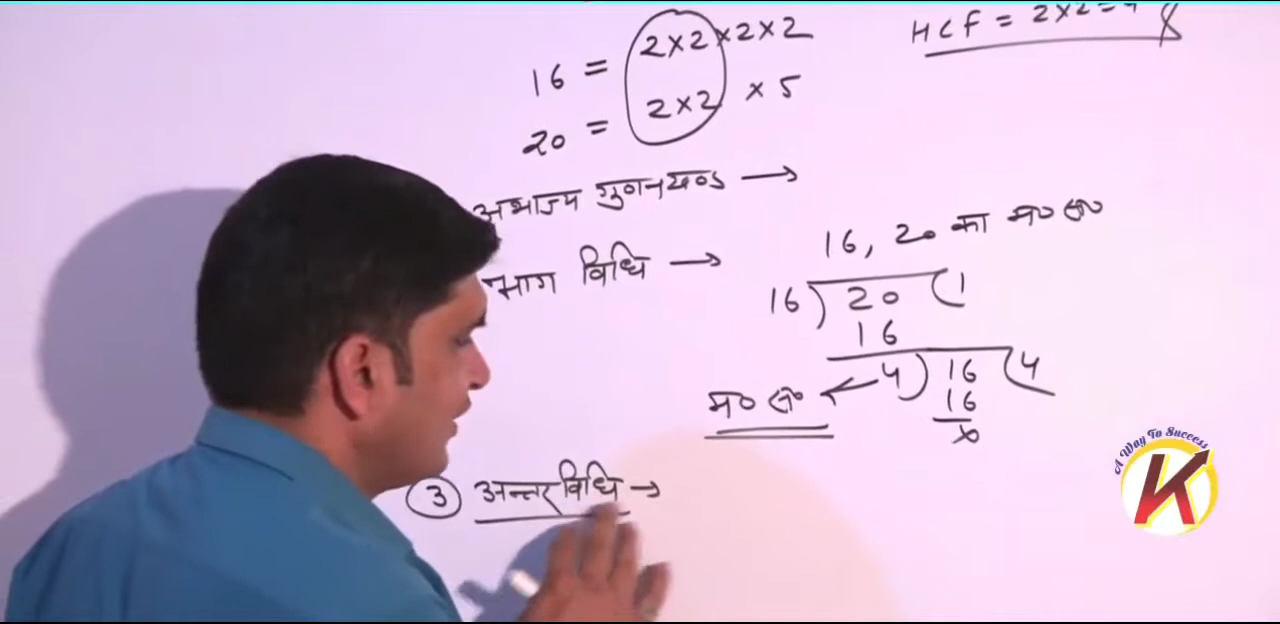 HCF = 2×2=4
16 = 2×2×2×2
20 = 2×2 × 5
अभाज्य गुणनखण्ड →
भाग विधि →
16, 20 का म० स०
16 ) 20 ( 1
16
4 ) 16 ( 4
16
×
म० स० ←
3 अन्तर विधि →
A Way To Success
K